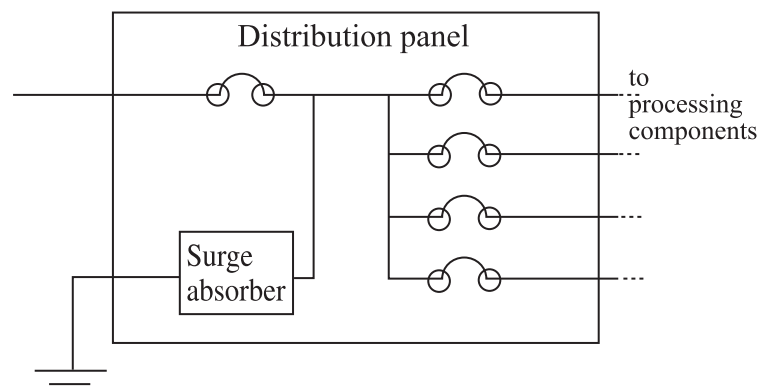 Distribution panel
to
processing
components
Surge
absorber